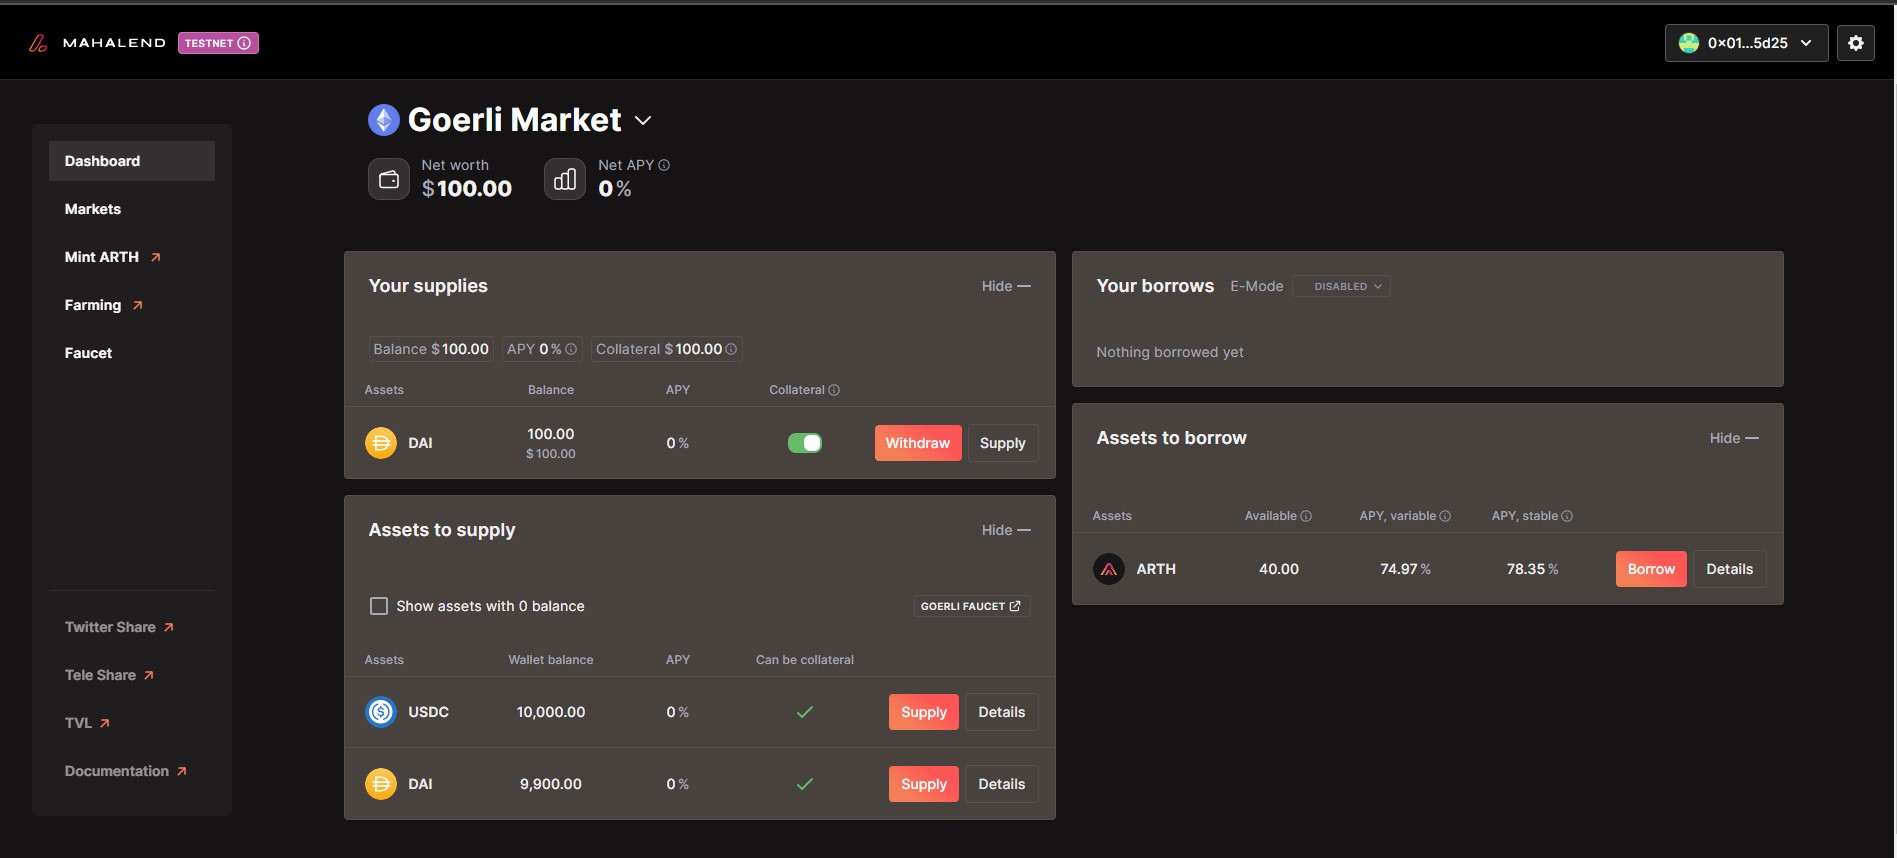 MAHALEND TESTNET
0x01...5d25
Dashboard
Markets
Mint ARTH
Farming
Faucet
Twitter Share
Tele Share
TVL
Documentation
Goerli Market
Net worth
$100.00
Net APY
0%
Your supplies
Hide
Balance $100.00 APY 0% Collateral $100.00
Assets Balance APY Collateral
DAI 100.00 0% Withdraw Supply
$100.00
Assets to supply
Hide
Show assets with 0 balance
GOERLI FAUCET
Assets Wallet balance APY Can be collateral
USDC 10,000.00 0% Supply Details
DAI 9,900.00 0% Supply Details
Your borrows E-Mode DISABLED
Nothing borrowed yet
Assets to borrow
Hide
Assets Available APY, variable APY, stable
ARTH 40.00 74.97% 78.35% Borrow Details